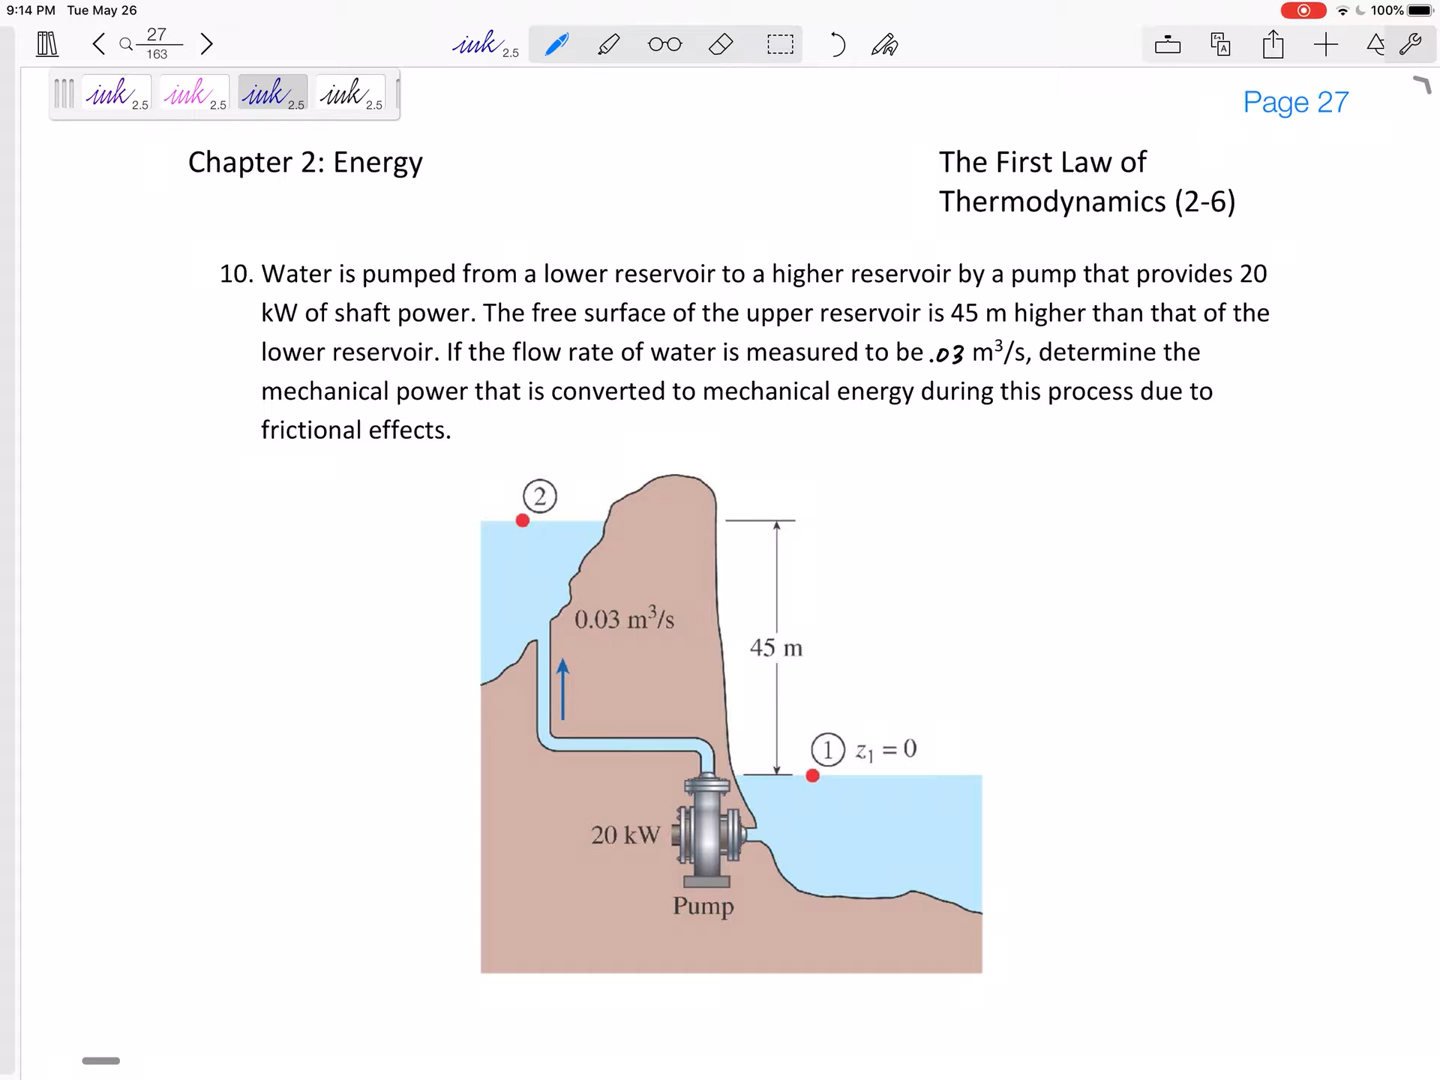 9:14 PM Tue May 26
100%
27
163
ink 2.5
ink 2.5
ink 2.5
ink 2.5
ink 2.5
Page 27
Chapter 2: Energy
The First Law of
Thermodynamics (2-6)
10. Water is pumped from a lower reservoir to a higher reservoir by a pump that provides 20
kW of shaft power. The free surface of the upper reservoir is 45 m higher than that of the
lower reservoir. If the flow rate of water is measured to be .03 m³/s, determine the
mechanical power that is converted to mechanical energy during this process due to
frictional effects.
2
0.03 m³/s
45 m
1 z₁ = 0
20 kW
Pump